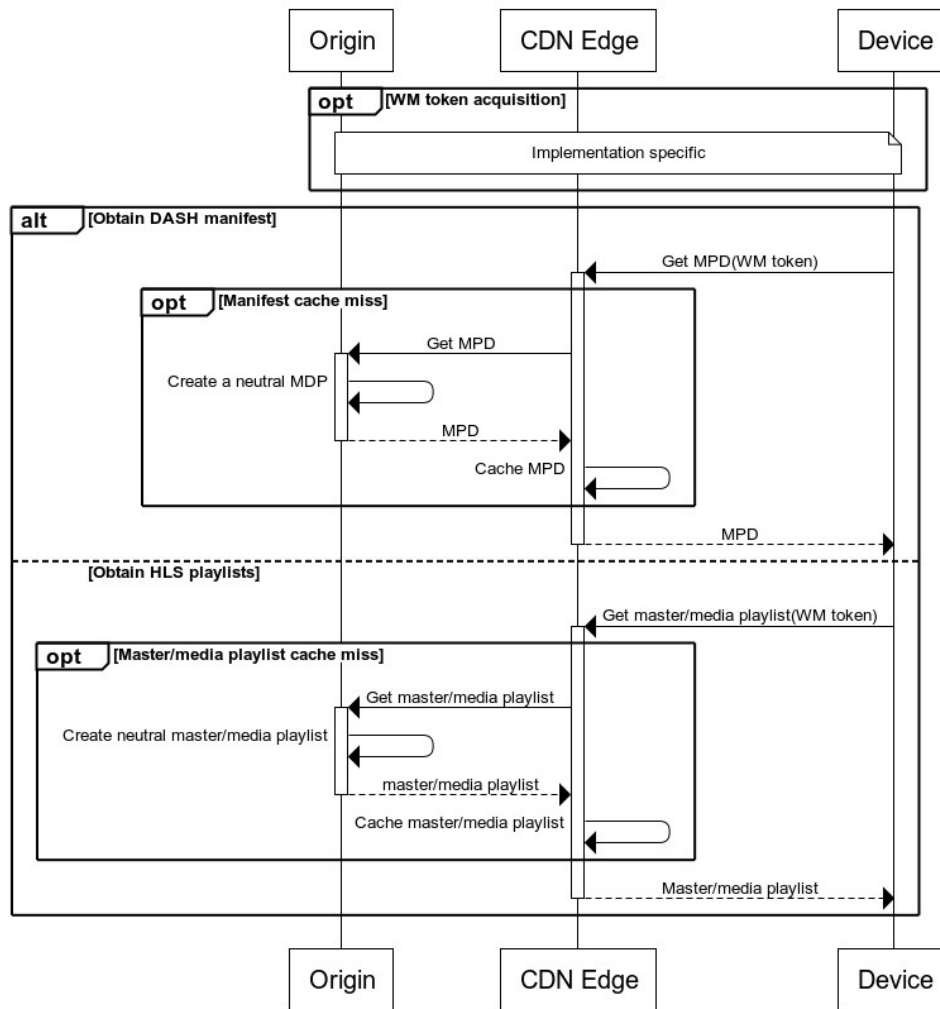 Origin
CDN Edge
Device
opt
[WM token acquisition]
Implementation specific
alt
[Obtain DASH manifest]
Get MPD(WM token)
opt
[Manifest cache miss]
Get MPD
Create a neutral MDP
MPD
Cache MPD
MPD
[Obtain HLS playlists]
Get master/media playlist(WM token)
opt
[Master/media playlist cache miss]
Get master/media playlist
Create neutral master/media playlist
master/media playlist
Cache master/media playlist
Master/media playlist
Origin
CDN Edge
Device